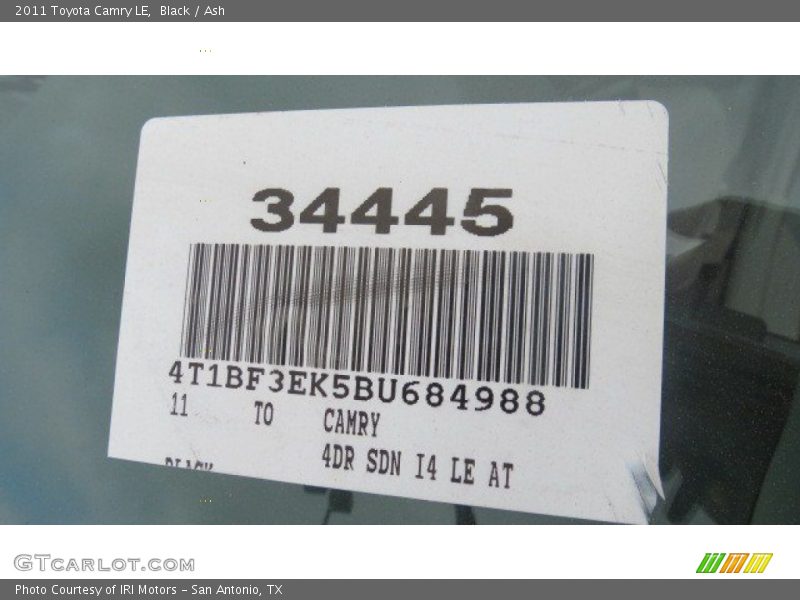 2011 Toyota Camry LE, Black / Ash
34445
4T1BF3EK5BU684988
11 TO CAMRY
4DR SDN I4 LE AT
BLACK
GTCARLOT.COM
Photo Courtesy of IRI Motors - San Antonio, TX